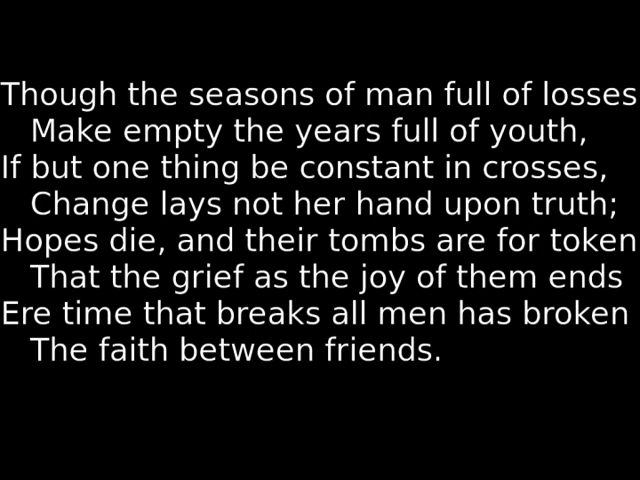 Though the seasons of man full of losses
Make empty the years full of youth,
If but one thing be constant in crosses,
Change lays not her hand upon truth;
Hopes die, and their tombs are for token
That the grief as the joy of them ends
Ere time that breaks all men has broken
The faith between friends.